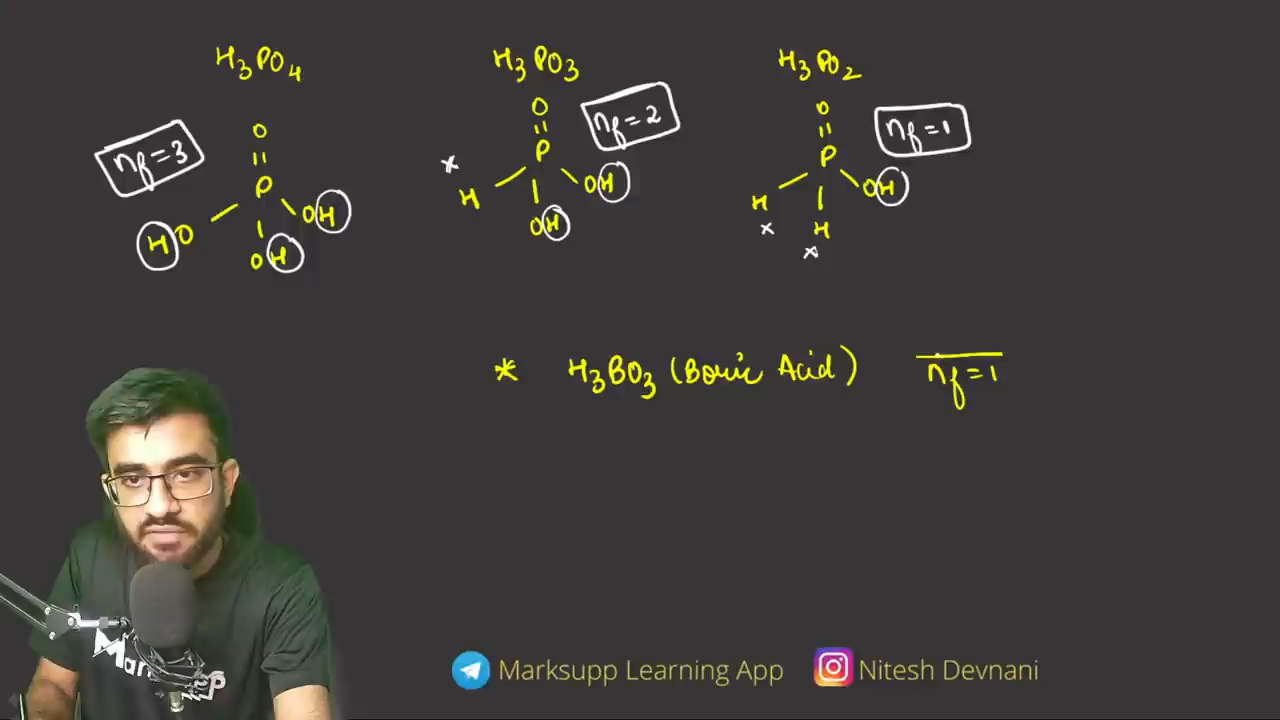 H₃PO₄ H₃PO₃ H₃PO₂
nf=3 nf=2 nf=1
O O O
P P P
HO OH OH H OH OH H H OH
x x x
* H₃BO₃ (Boric Acid) nf=1
Marksupp Learning App Nitesh Devnani